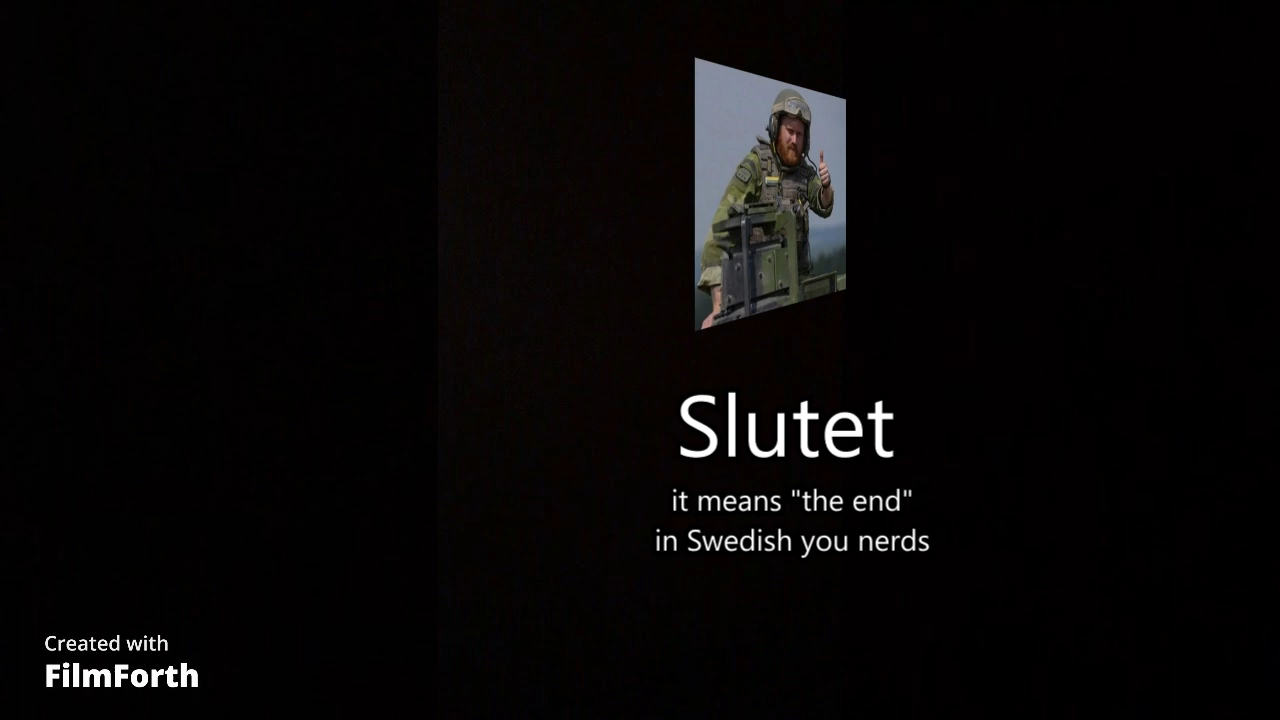 Slutet
it means "the end"
in Swedish you nerds
Created with
FilmForth